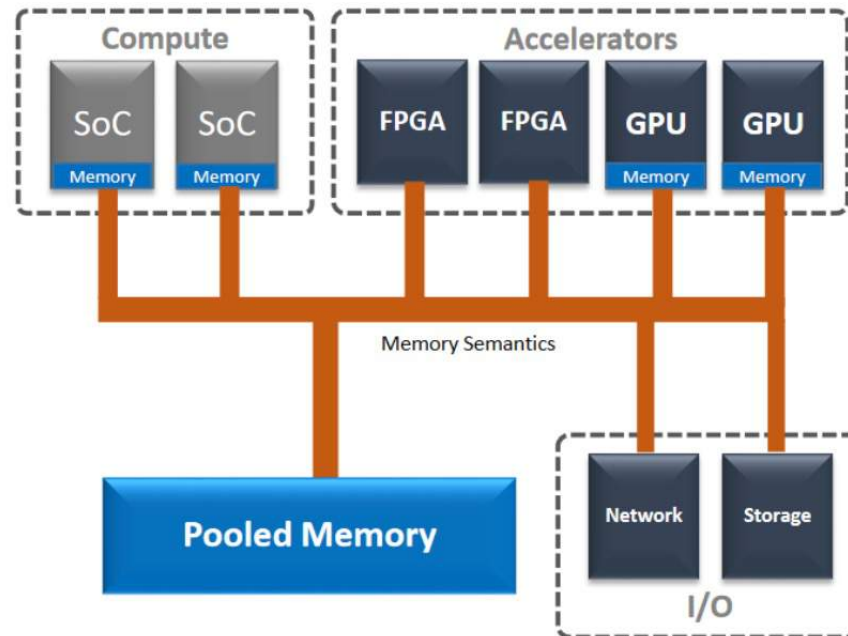 Compute
Accelerators
SoC
SoC
FPGA
FPGA
GPU
GPU
Memory
Memory
Memory
Memory
Memory Semantics
Pooled Memory
Network
Storage
I/O